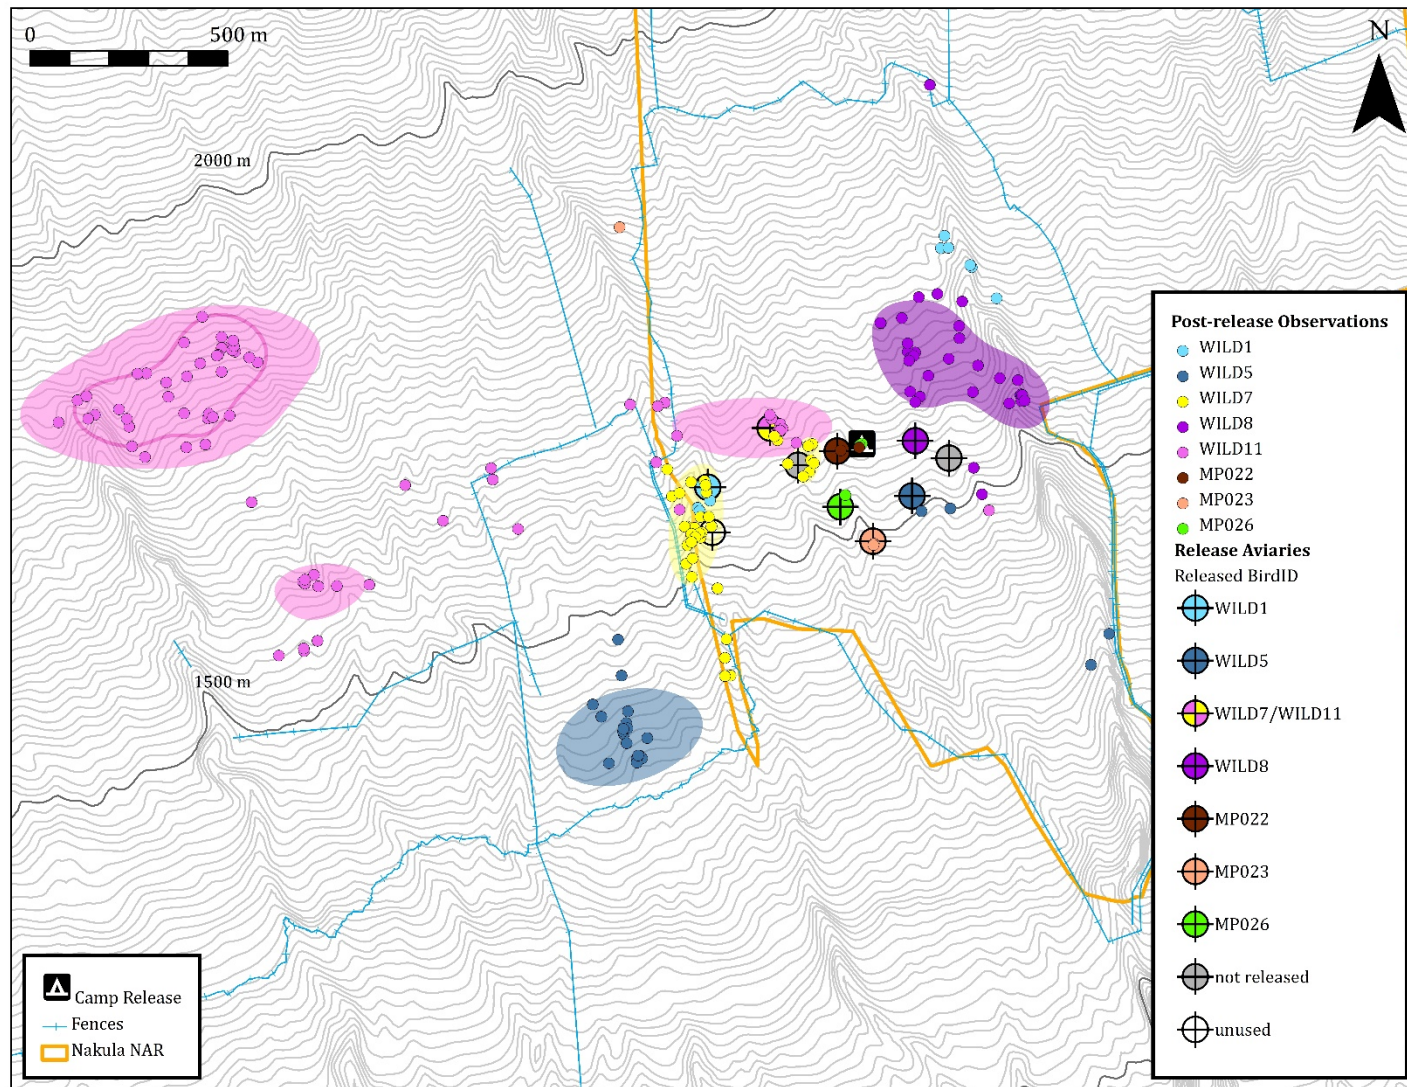 0
500 m
N
2000 m
1500 m
Post-release Observations
WILD1
WILD5
WILD7
WILD8
WILD11
MP022
MP023
MP026
Release Aviaries
Released BirdID
WILD1
WILD5
WILD7/WILD11
WILD8
MP022
MP023
MP026
not released
unused
Camp Release
Fences
Nakula NAR